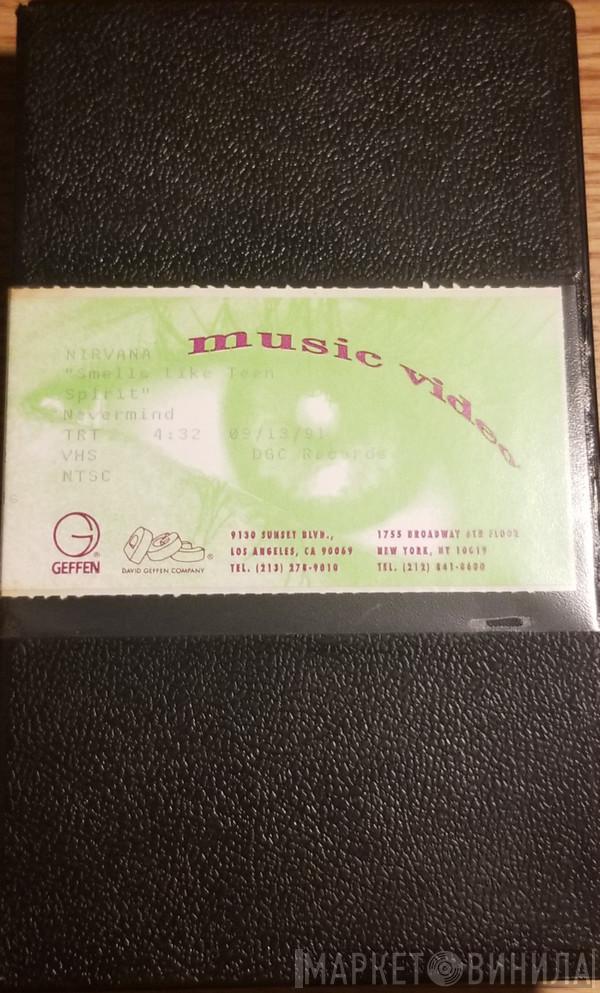 music video
NIRVANA
"Smells Like Teen
Spirit"
Nevermind
TRT 4:32 09/13/91
VHS DGC Records
NTSC
GEFFEN ®
DAVID GEFFEN COMPANY ®
9130 SUNSET BLVD.,
LOS ANGELES, CA 90069
TEL. (213) 278-9010
1755 BROADWAY 6TH FLOOR
NEW YORK, NY 10019
TEL. (212) 841-8600
МАРКЕТ ВИНИЛА